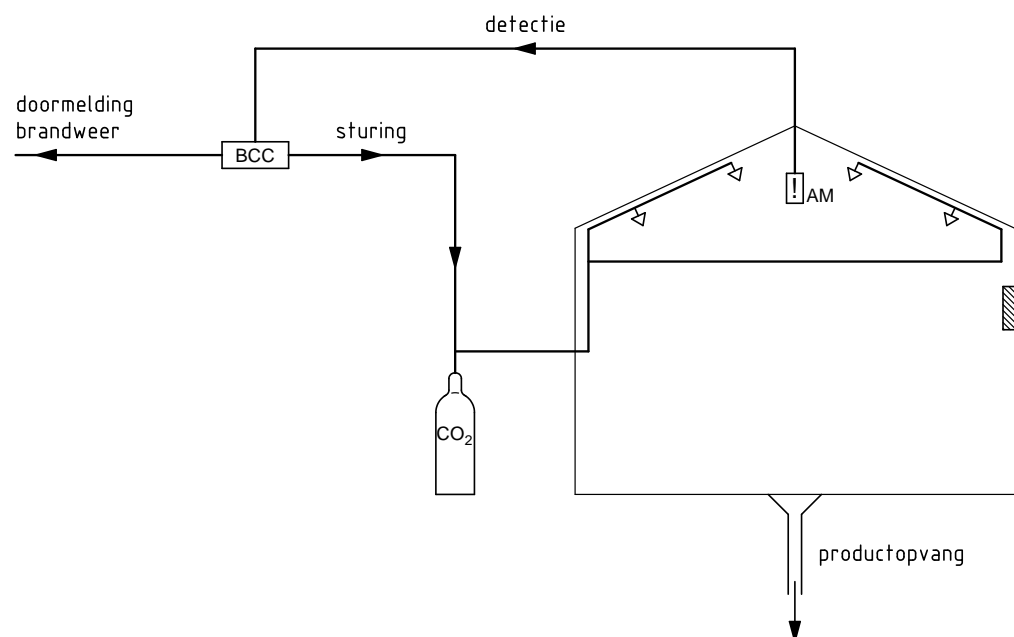 detectie
doormelding
brandweer
BCC
sturing
! AM
CO₂
productopvang